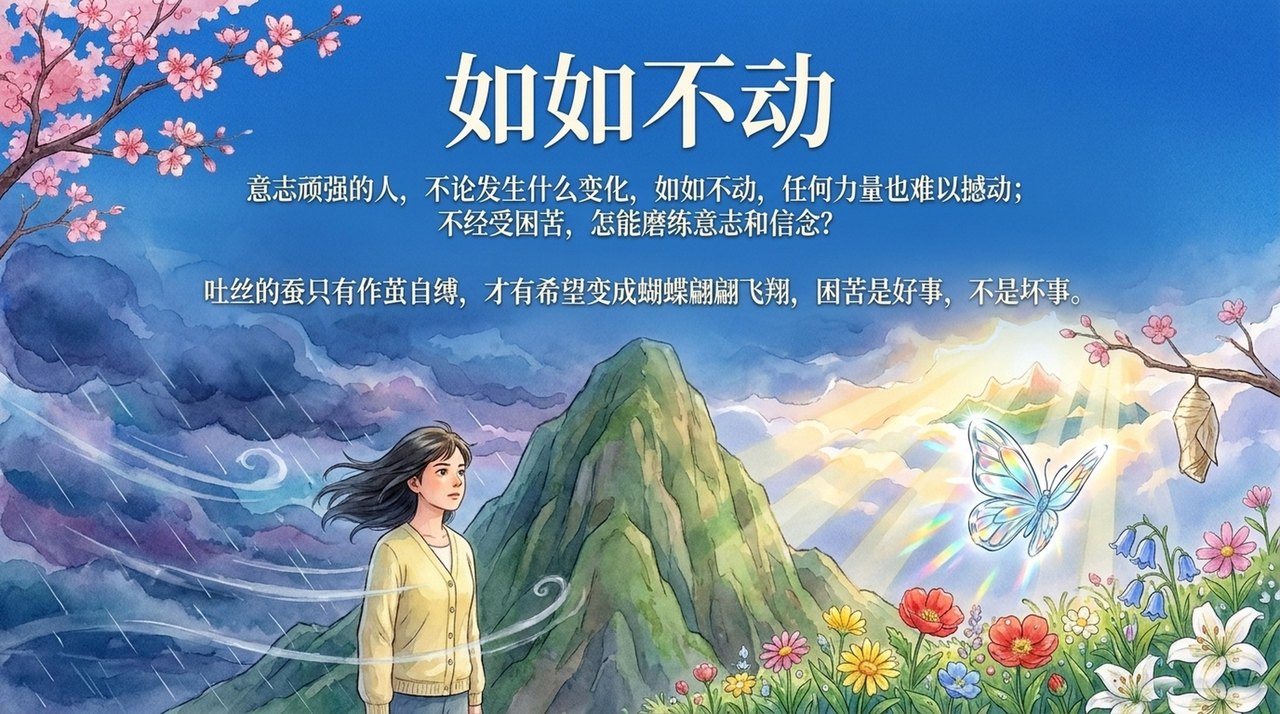 如如不动
意志顽强的人，不论发生什么变化，如如不动，任何力量也难以撼动；
不经受困苦，怎能磨练意志和信念？
吐丝的蚕只有作茧自缚，才有希望变成蝴蝶翩翩飞翔，困苦是好事，不是坏事。